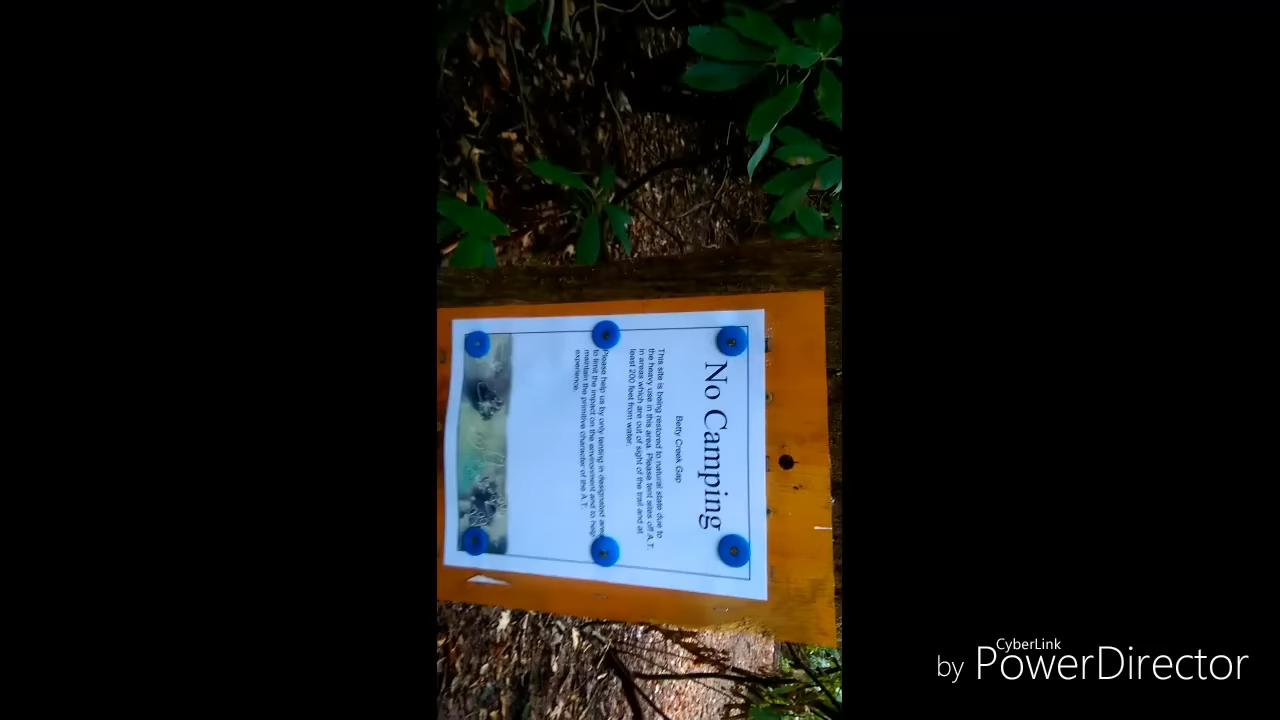 No Camping
Betty Creek Gap
This site is being restored to natural state due to
the heavy use in this area. Please tent sites off A.T.
in areas which are out of sight of the trail and at
least 200 feet from water.
Please help us by only tenting in designated areas
to limit the impact on the environment and to help
maintain the primitive character of the A.T.
experience.
CyberLink
by PowerDirector